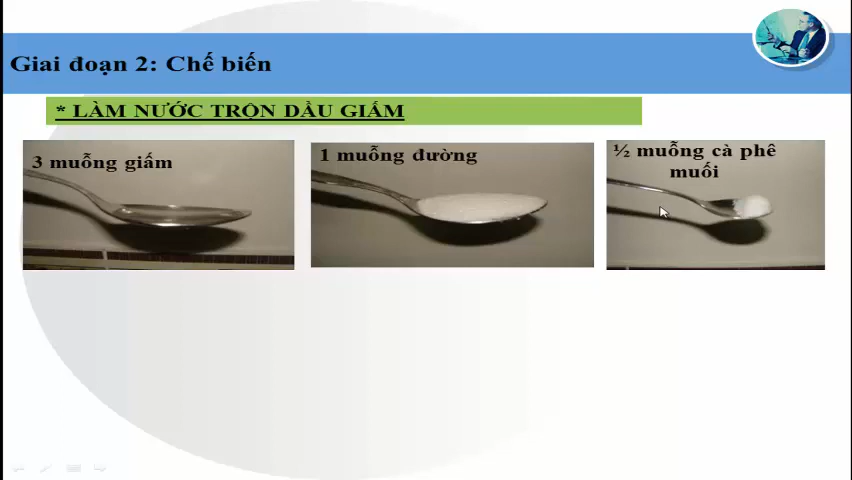 Giai đoạn 2: Chế biến
* LÀM NƯỚC TRỘN DẦU GIẤM
3 muỗng giấm
1 muỗng đường
½ muỗng cà phê
muối